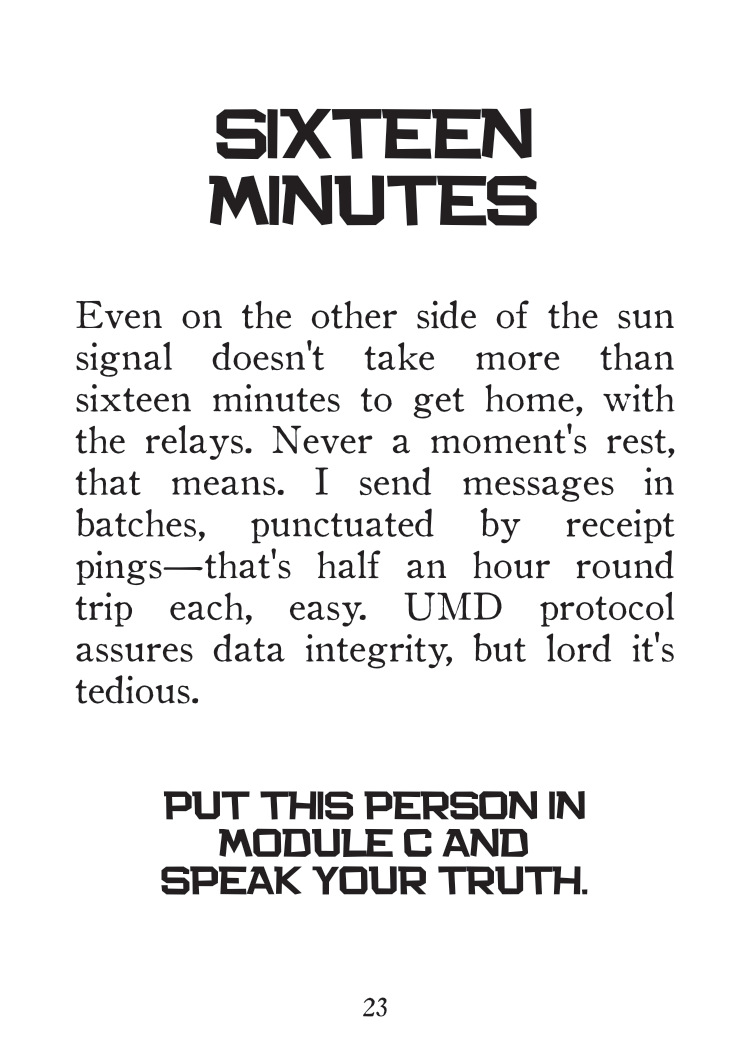 SIXTEEN
MINUTES
Even on the other side of the sun
signal doesn't take more than
sixteen minutes to get home, with
the relays. Never a moment's rest,
that means. I send messages in
batches, punctuated by receipt
pings—that's half an hour round
trip each, easy. UMD protocol
assures data integrity, but lord it's
tedious.
PUT THIS PERSON IN
MODULE C AND
SPEAK YOUR TRUTH.
23